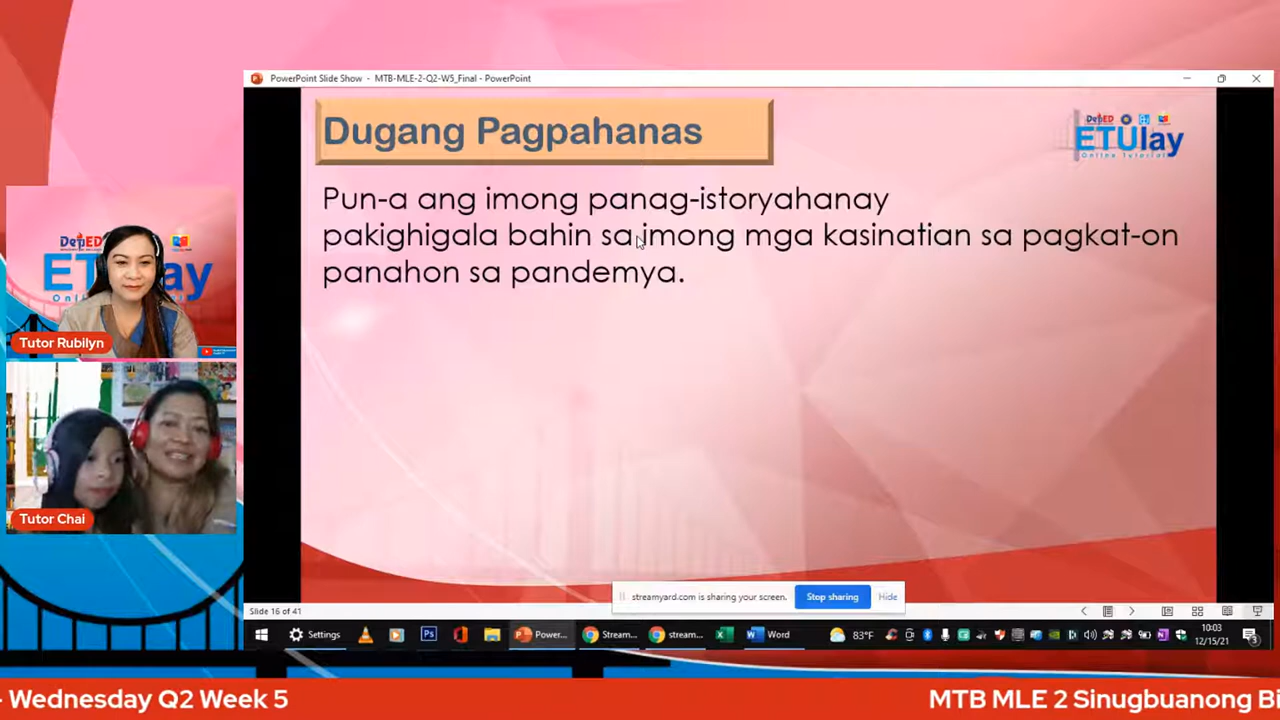 PowerPoint Slide Show - MTB-MLE-2-Q2-W5_Final - PowerPoint
Dugang Pagpahanas
DepED
ETUlay
Online Tutorial
Pun-a ang imong panag-istoryahanay
pakighigala bahin sa imong mga kasinatian sa pagkat-on
panahon sa pandemya.
DepED
Tutor Rubilyn
Tutor Chai
streamyard.com is sharing your screen.
Stop sharing
Hide
Slide 16 of 41
Settings
Power...
Stream...
stream...
Word
83°F
10:03
12/15/21
- Wednesday Q2 Week 5
MTB MLE 2 Sinugbuanong Bi